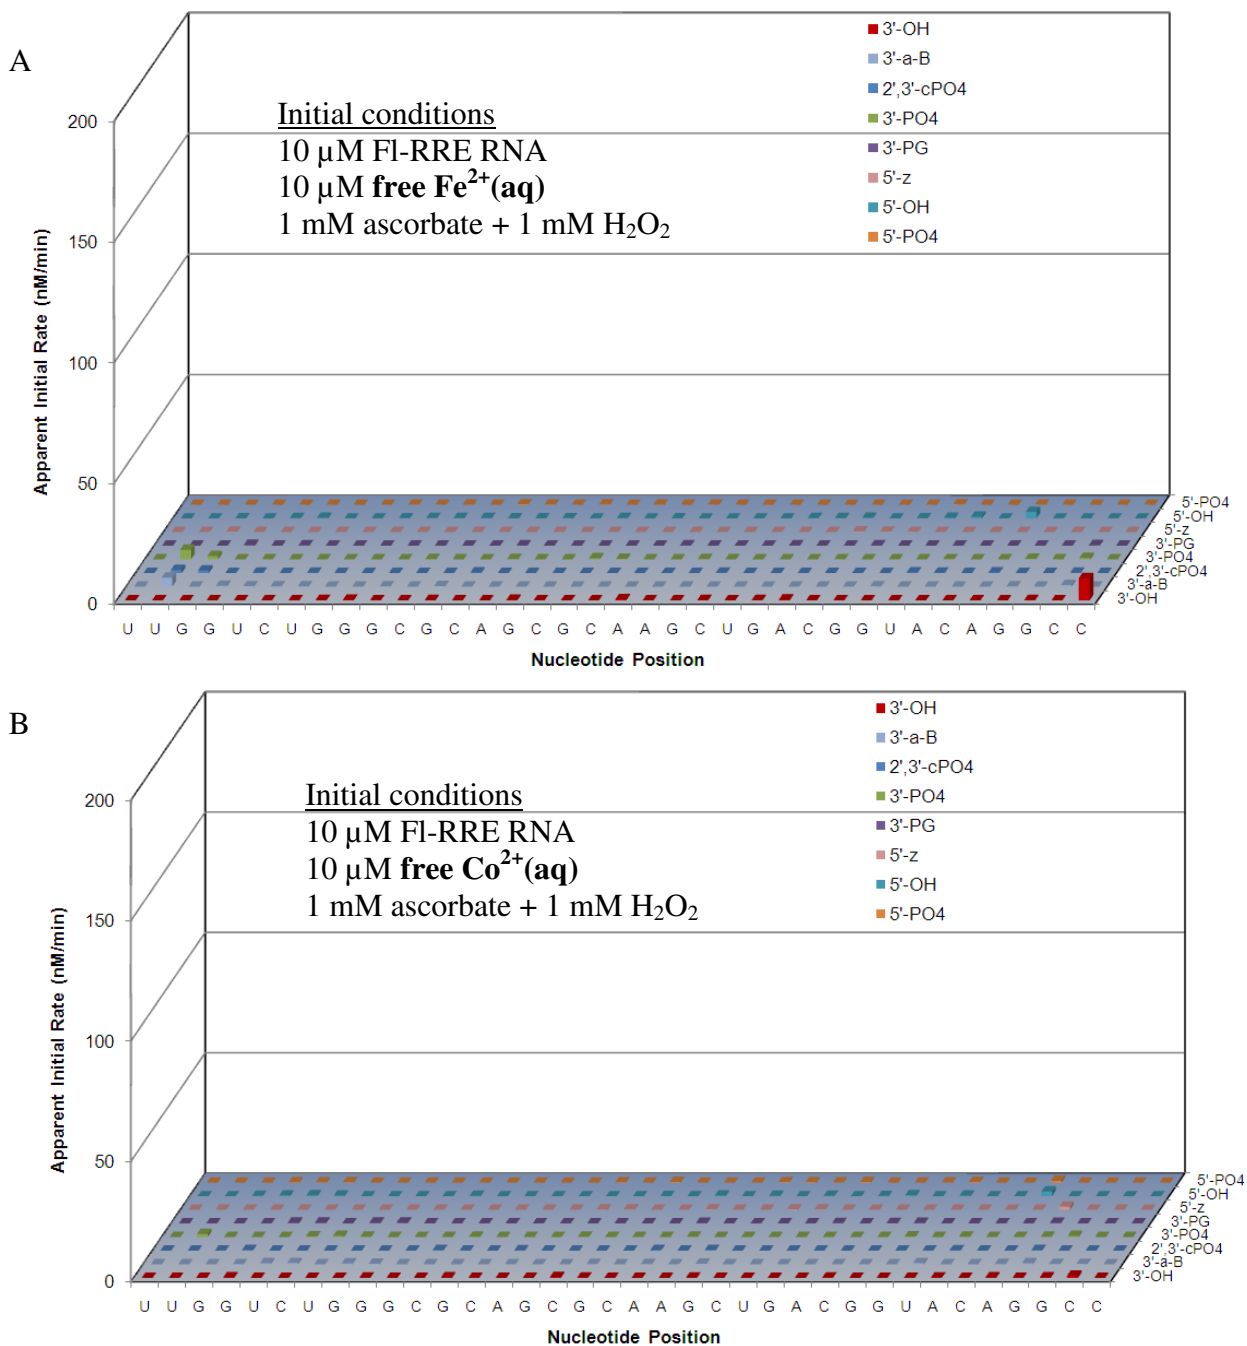 A
3'-OH
3'-a-B
2',3'-cPO4
3'-PO4
3'-PG
5'-z
5'-OH
5'-PO4
Initial conditions
10 µM Fl-RRE RNA
10 µM free Fe²⁺(aq)
1 mM ascorbate + 1 mM H₂O₂
Apparent Initial Rate (nM/min)
200
150
100
50
0
5'-PO4
5'-OH
5'-z
3'-PG
3'-PO4
2',3'-cPO4
3'-a-B
3'-OH
U U G G U C U G G G C G C A G C G C A A G C U G A C G G U A C A G G C C
Nucleotide Position
B
3'-OH
3'-a-B
2',3'-cPO4
3'-PO4
3'-PG
5'-z
5'-OH
5'-PO4
Initial conditions
10 µM Fl-RRE RNA
10 µM free Co²⁺(aq)
1 mM ascorbate + 1 mM H₂O₂
Apparent Initial Rate (nM/min)
200
150
100
50
0
5'-PO4
5'-OH
5'-z
3'-PG
3'-PO4
2',3'-cPO4
3'-a-B
3'-OH
U U G G U C U G G G C G C A G C G C A A G C U G A C G G U A C A G G C C
Nucleotide Position